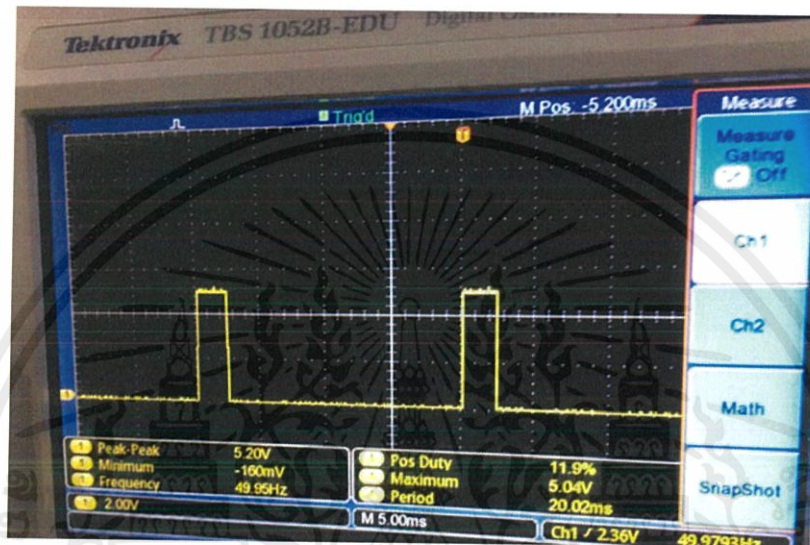 Tektronix TBS 1052B-EDU Digital
Trig'd
M Pos -5.200ms
Measure
T
Measure
Gating
Off
Ch1
Ch2
Math
SnapShot
1
1 Peak-Peak 5.20V
1 Minimum -160mV
1 Frequency 49.95Hz
1 Pos Duty 11.9%
1 Maximum 5.04V
Period 20.02ms
1 2.00V
M 5.00ms
Ch1 / 2.36V
49.9793Hz